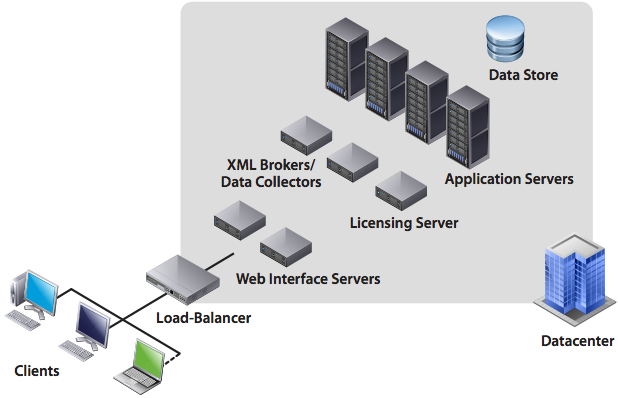 Data Store
XML Brokers/
Data Collectors
Application Servers
Licensing Server
Web Interface Servers
Load-Balancer
Datacenter
Clients